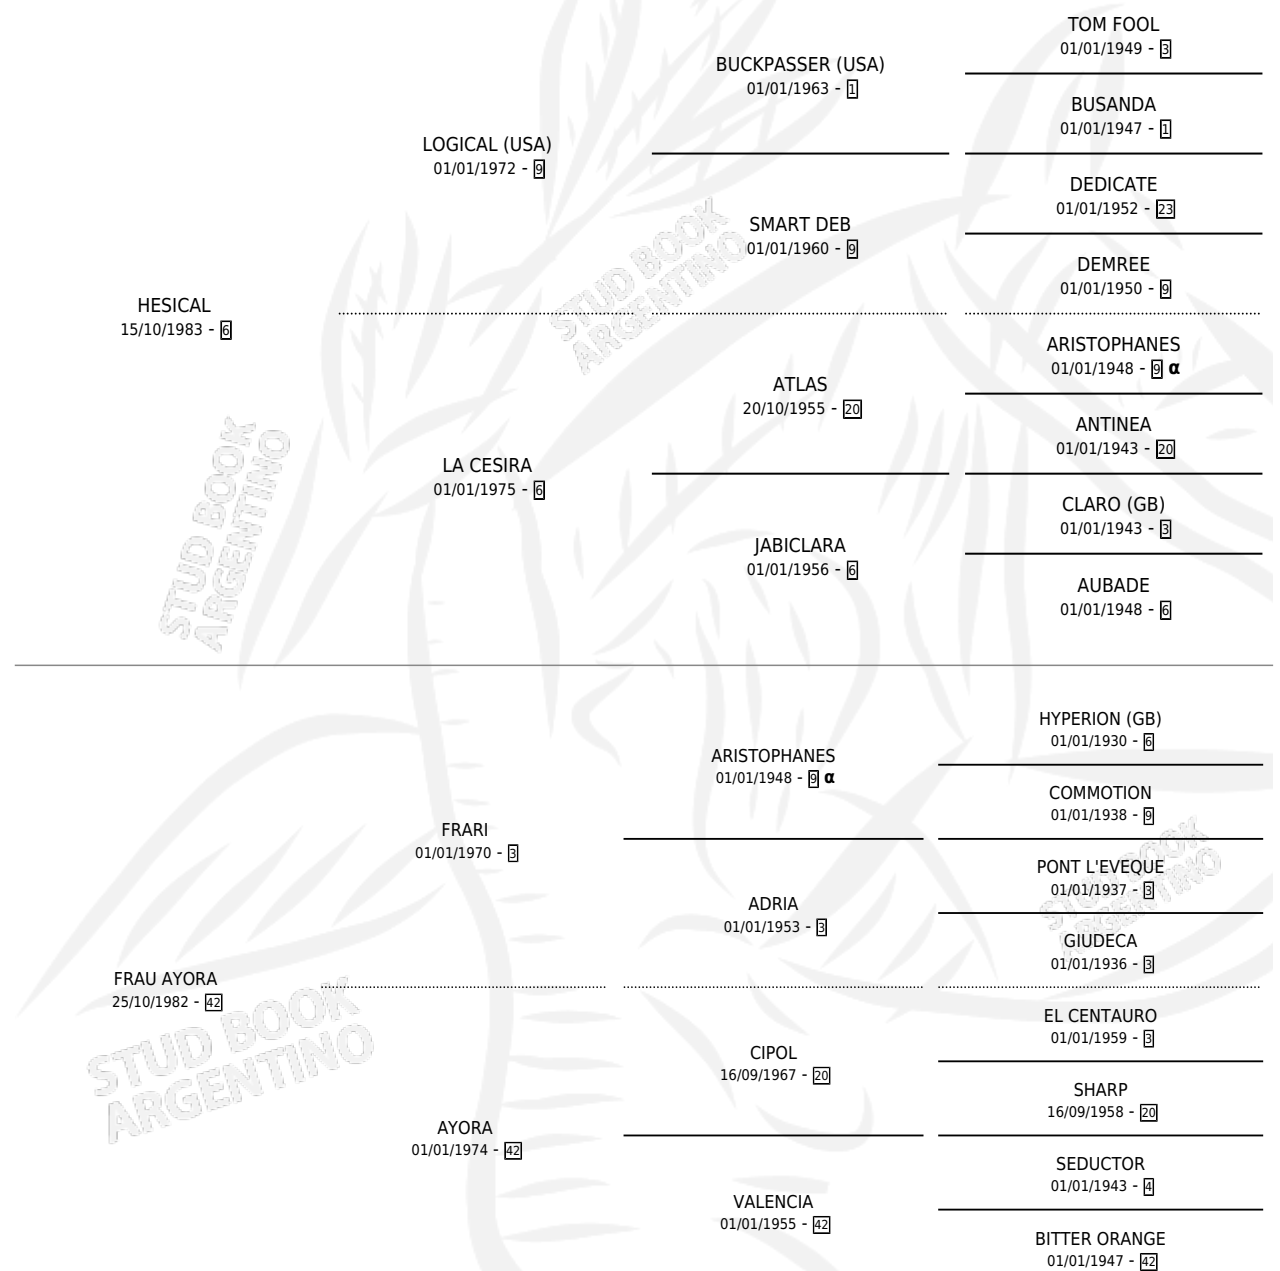 TOM FOOL
01/01/1949 - 3
BUCKPASSER (USA)
01/01/1963 - 1
BUSANDA
01/01/1947 - 1
LOGICAL (USA)
01/01/1972 - 9
DEDICATE
01/01/1952 - 23
SMART DEB
01/01/1960 - 9
DEMREE
01/01/1950 - 9
HESICAL
15/10/1983 - 6
ARISTOPHANES
01/01/1948 - 9 α
ATLAS
20/10/1955 - 20
ANTINEA
01/01/1943 - 20
LA CESIRA
01/01/1975 - 6
CLARO (GB)
01/01/1943 - 3
JABICLARA
01/01/1956 - 6
AUBADE
01/01/1948 - 6
HYPERION (GB)
01/01/1930 - 6
ARISTOPHANES
01/01/1948 - 9 α
COMMOTION
01/01/1938 - 9
FRARI
01/01/1970 - 3
PONT L'EVEQUE
01/01/1937 - 3
ADRIA
01/01/1953 - 3
GIUDECA
01/01/1936 - 3
FRAU AYORA
25/10/1982 - 42
EL CENTAURO
01/01/1959 - 3
CIPOL
16/09/1967 - 20
SHARP
16/09/1958 - 20
AYORA
01/01/1974 - 42
SEDUCTOR
01/01/1943 - 4
VALENCIA
01/01/1955 - 42
BITTER ORANGE
01/01/1947 - 42
STUD BOOK
ARGENTINO
STUD BOOK
ARGENTINO
STUD BOOK
ARGENTINO
STUD BOOK
ARGENTINO